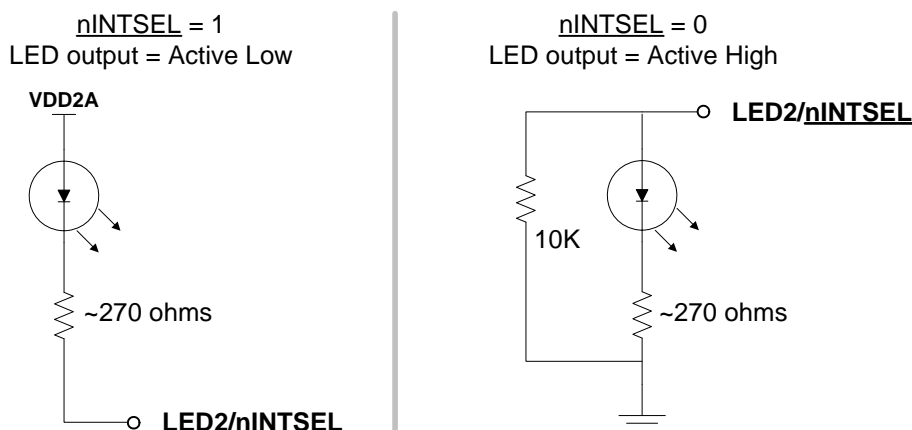 nINTSEL = 1
LED output = Active Low
VDD2A
~270 ohms
LED2/nINTSEL
nINTSEL = 0
LED output = Active High
LED2/nINTSEL
10K
~270 ohms